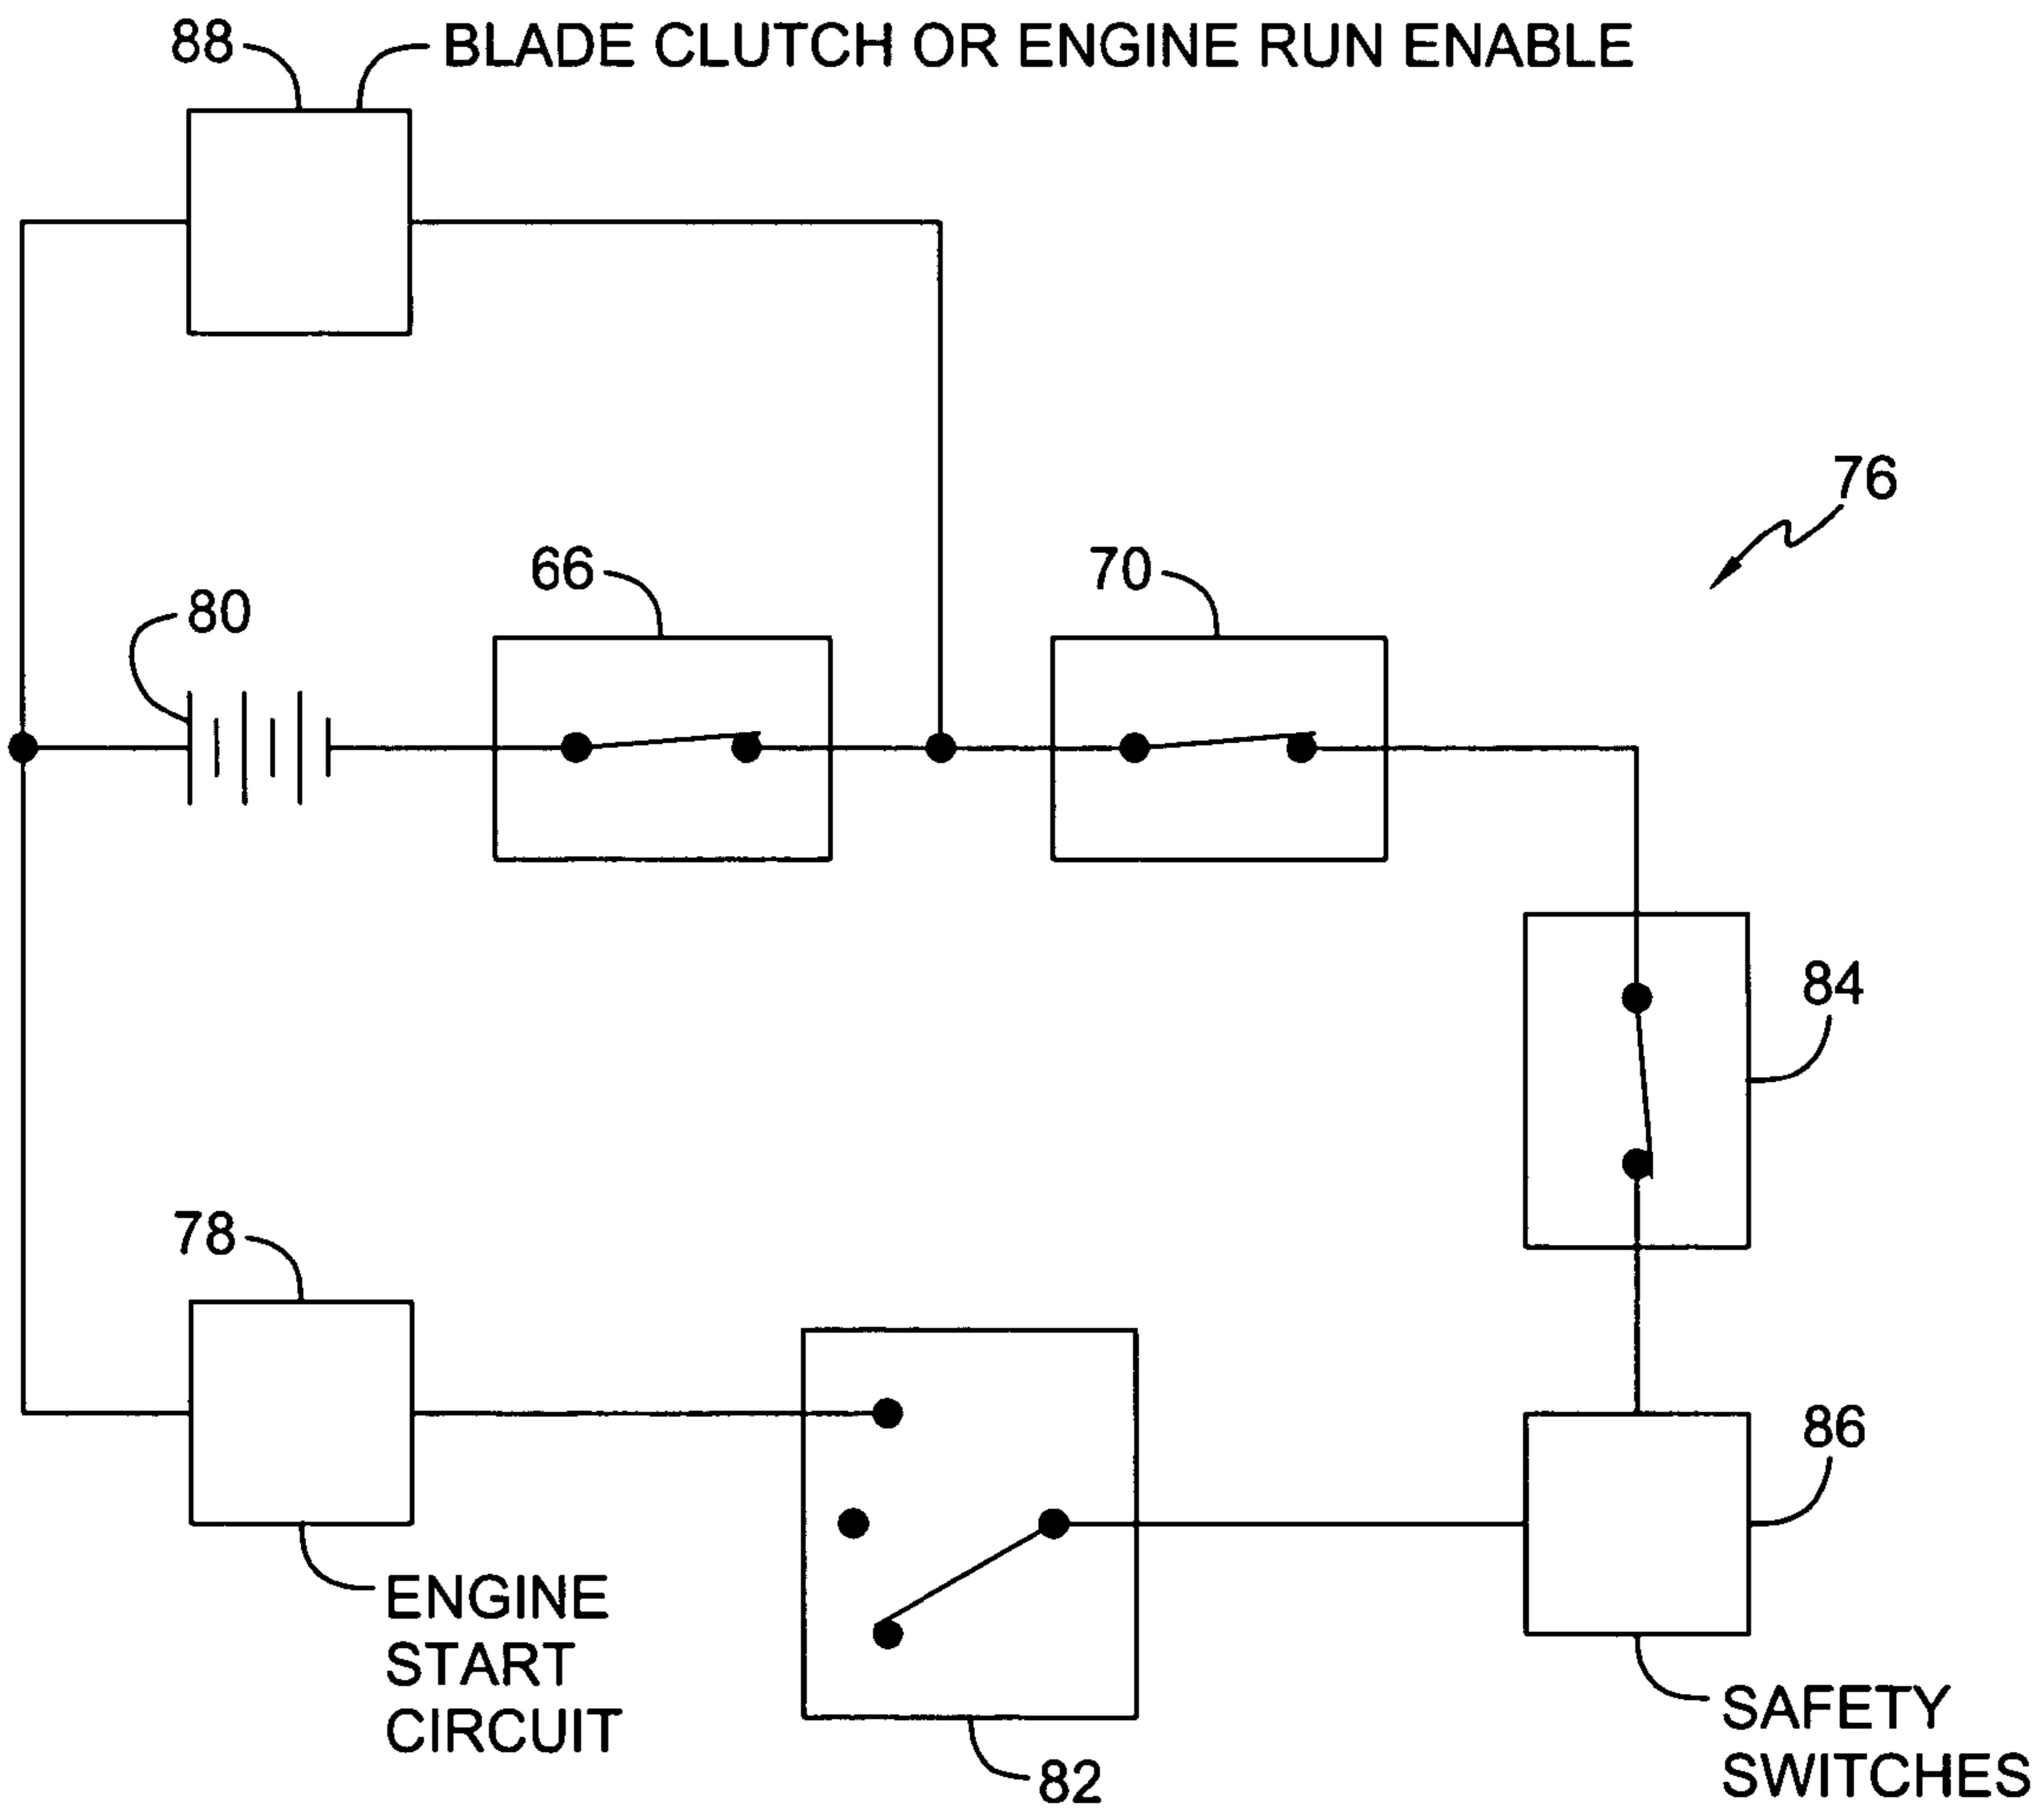 88
BLADE CLUTCH OR ENGINE RUN ENABLE
76
66
70
80
84
78
86
ENGINE
START
CIRCUIT
82
SAFETY
SWITCHES